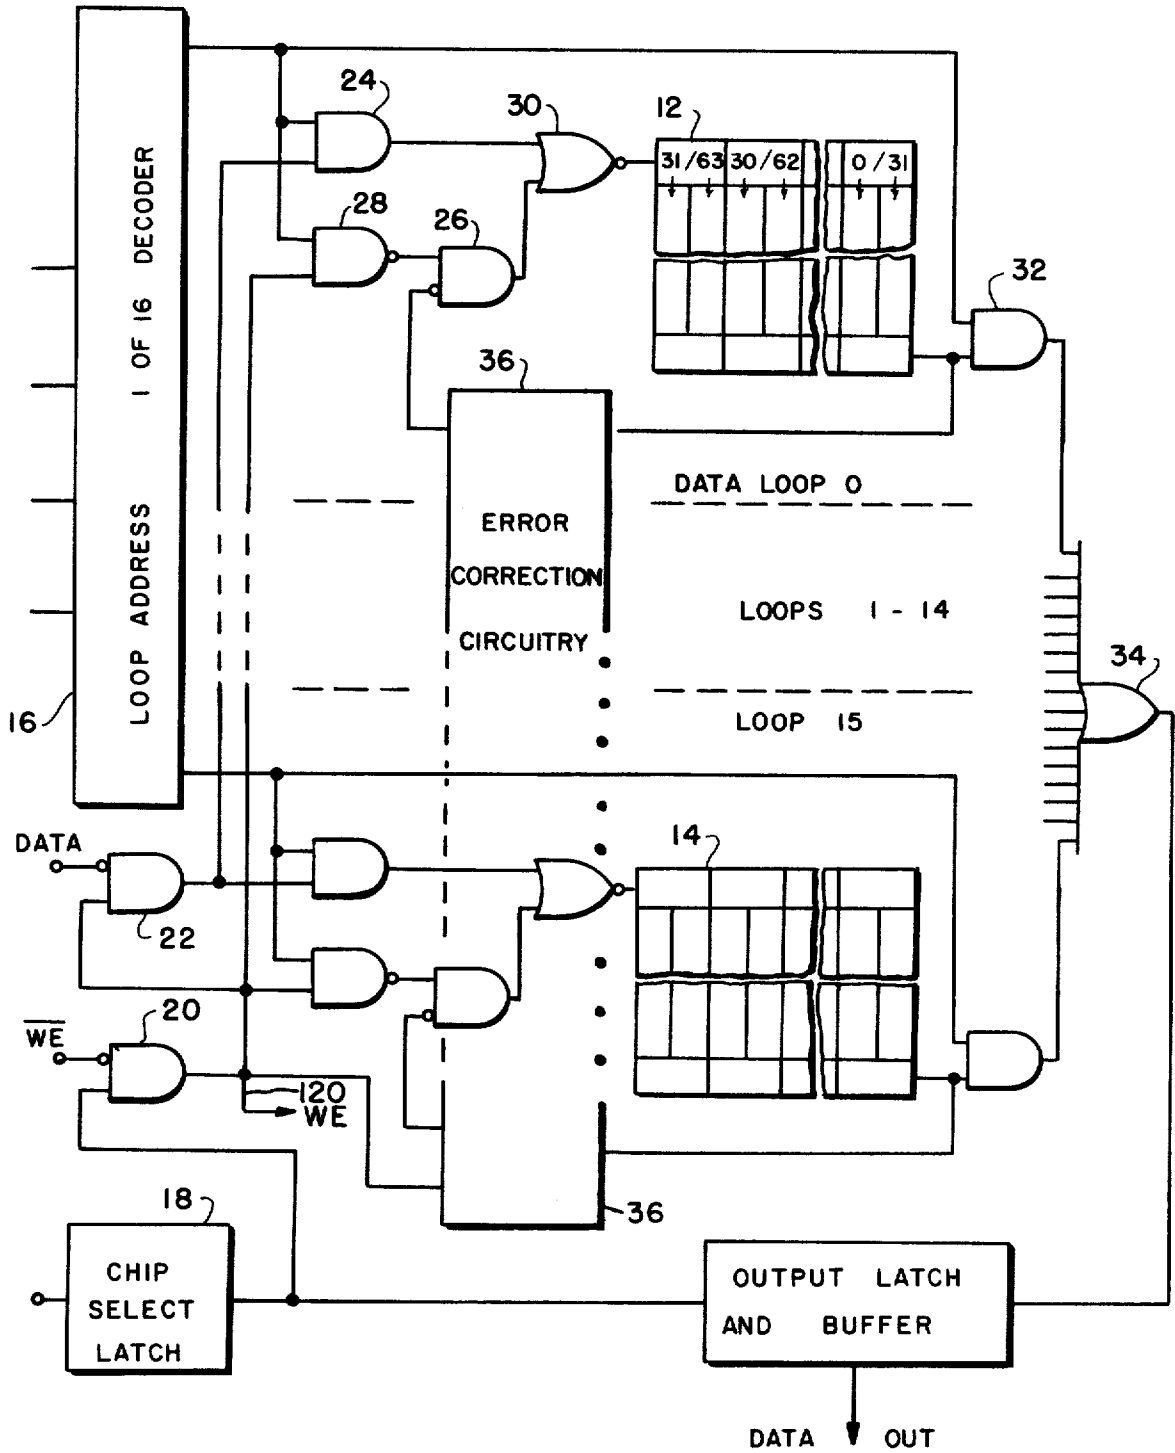 24
30
12
31/63 30/62 0/31
28
26
32
LOOP ADDRESS 1 OF 16 DECODER
36
DATA LOOP 0
ERROR
CORRECTION
CIRCUITRY
LOOPS 1 - 14
34
16
LOOP 15
DATA
14
22
20
WE
120
WE
18
36
CHIP
SELECT
LATCH
OUTPUT LATCH
AND BUFFER
DATA OUT